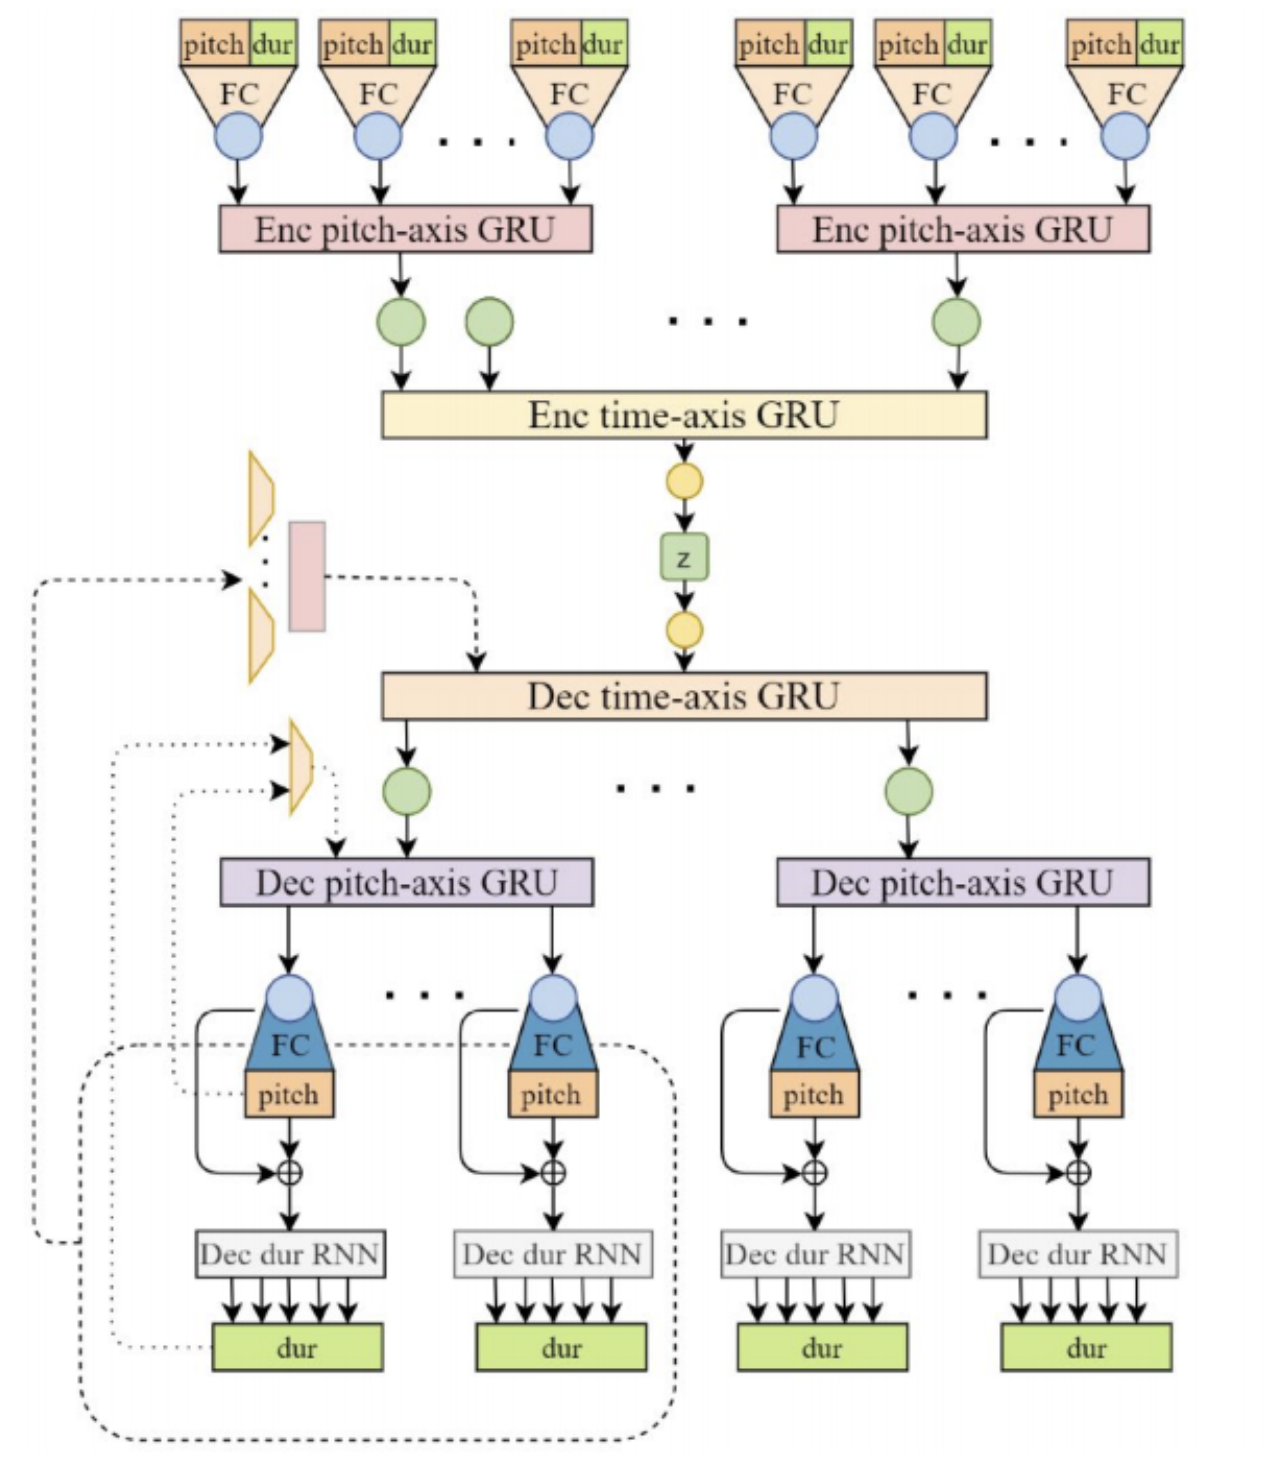 pitch dur pitch dur pitch dur pitch dur pitch dur pitch dur
FC FC FC FC FC FC
Enc pitch-axis GRU Enc pitch-axis GRU
Enc time-axis GRU
z
Dec time-axis GRU
Dec pitch-axis GRU Dec pitch-axis GRU
FC FC FC FC
pitch pitch pitch pitch
Dec dur RNN Dec dur RNN Dec dur RNN Dec dur RNN
dur dur dur dur